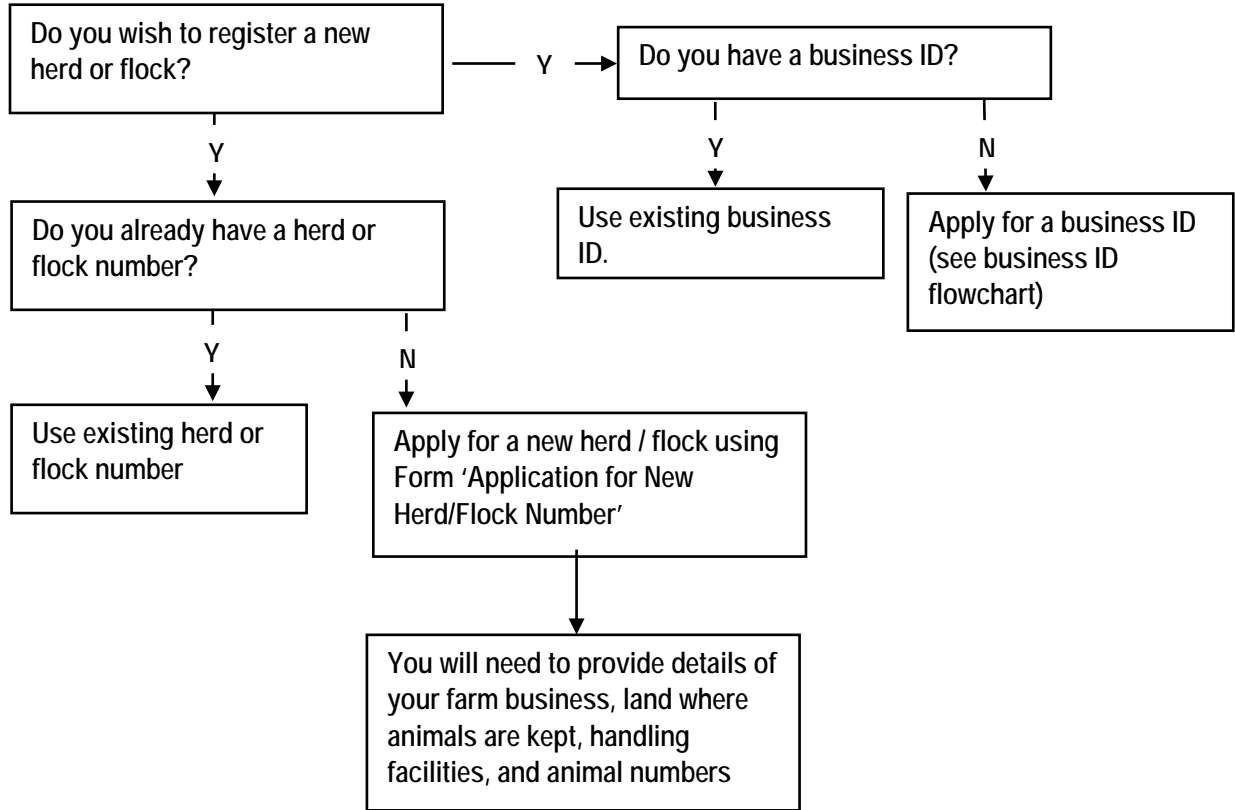 Do you wish to register a new
herd or flock?
Y
Do you have a business ID?
Y
N
Y
Use existing business
ID.
Apply for a business ID
(see business ID
flowchart)
Do you already have a herd or
flock number?
Y
N
Use existing herd or
flock number
Apply for a new herd / flock using
Form ‘Application for New
Herd/Flock Number’
You will need to provide details of
your farm business, land where
animals are kept, handling
facilities, and animal numbers